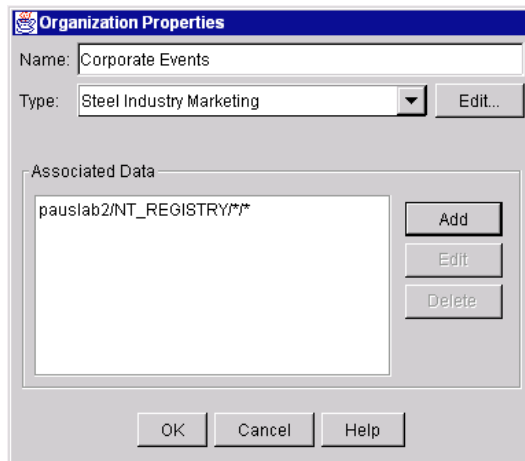 Organization Properties
Name: Corporate Events
Type: Steel Industry Marketing Edit...
Associated Data
pauslab2/NT_REGISTRY/*/*
Add
Edit
Delete
OK Cancel Help